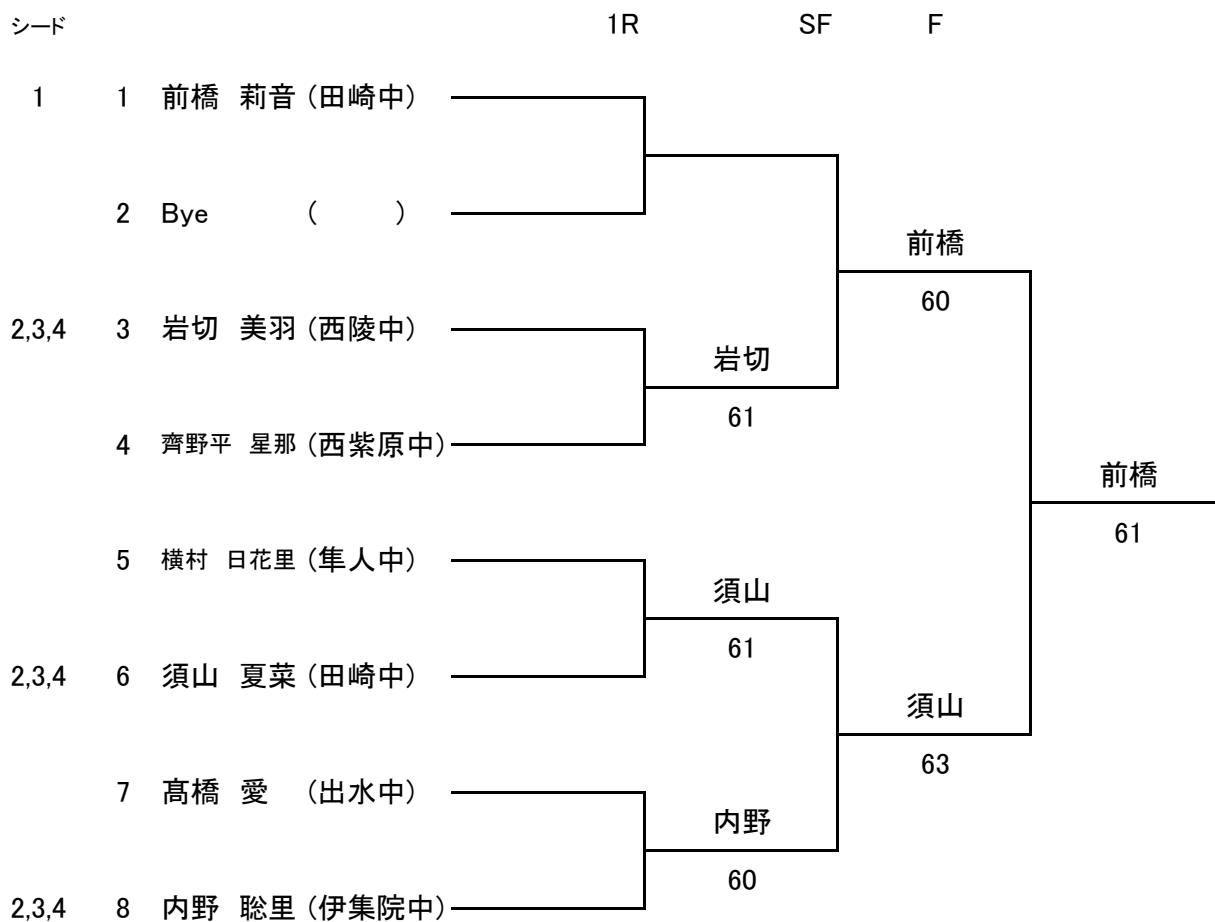 シード 1R SF F
1 1 前橋 莉音 (田崎中)
2 Bye ( )
前橋
2,3,4 3 岩切 美羽 (西陵中) 60
岩切
61
4 齊野平 星那 (西紫原中)
前橋
5 横村 日花里 (隼人中) 61
須山
61
2,3,4 6 須山 夏菜 (田崎中)
須山
63
7 髙橋 愛 (出水中)
内野
60
2,3,4 8 内野 聡里 (伊集院中)